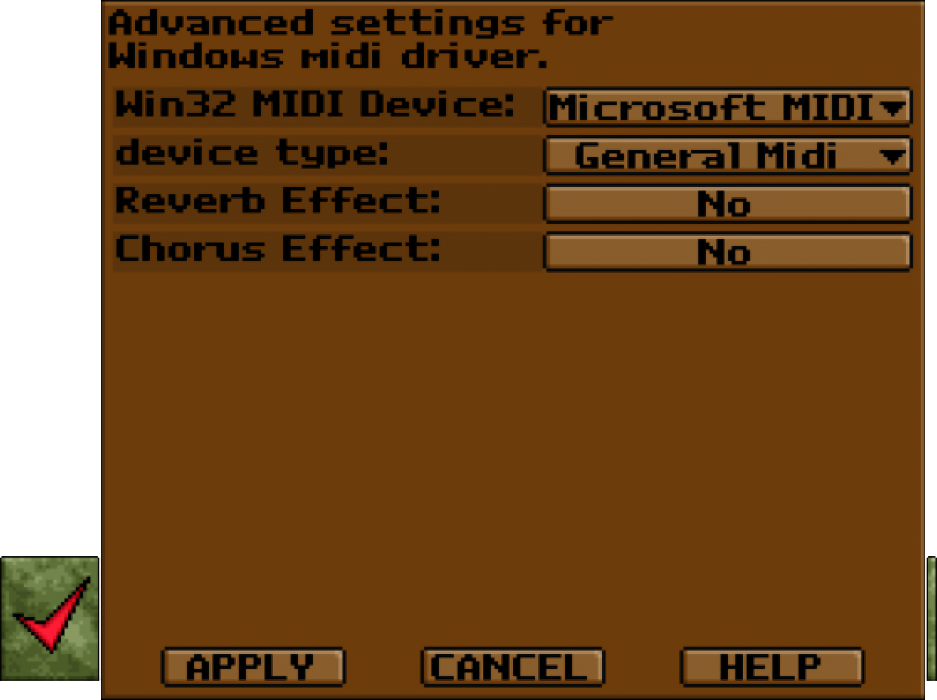 Advanced settings for
Windows midi driver.
Win32 MIDI Device: Microsoft MIDI
device type: General Midi
Reverb Effect: No
Chorus Effect: No
APPLY CANCEL HELP